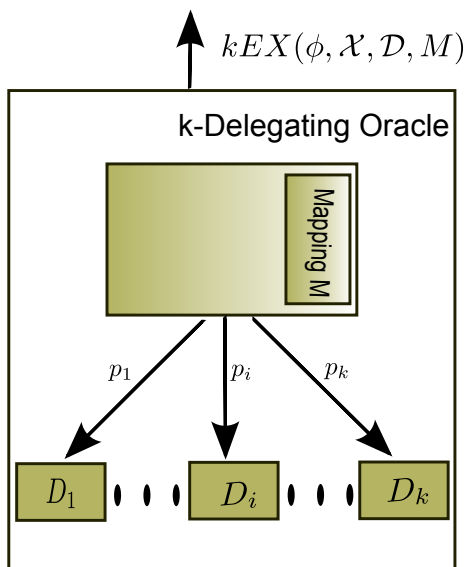 kEX(ϕ, 𝒳, 𝒟, M)
k-Delegating Oracle
Mapping M
p₁ pᵢ pₖ
D₁ Dᵢ Dₖ